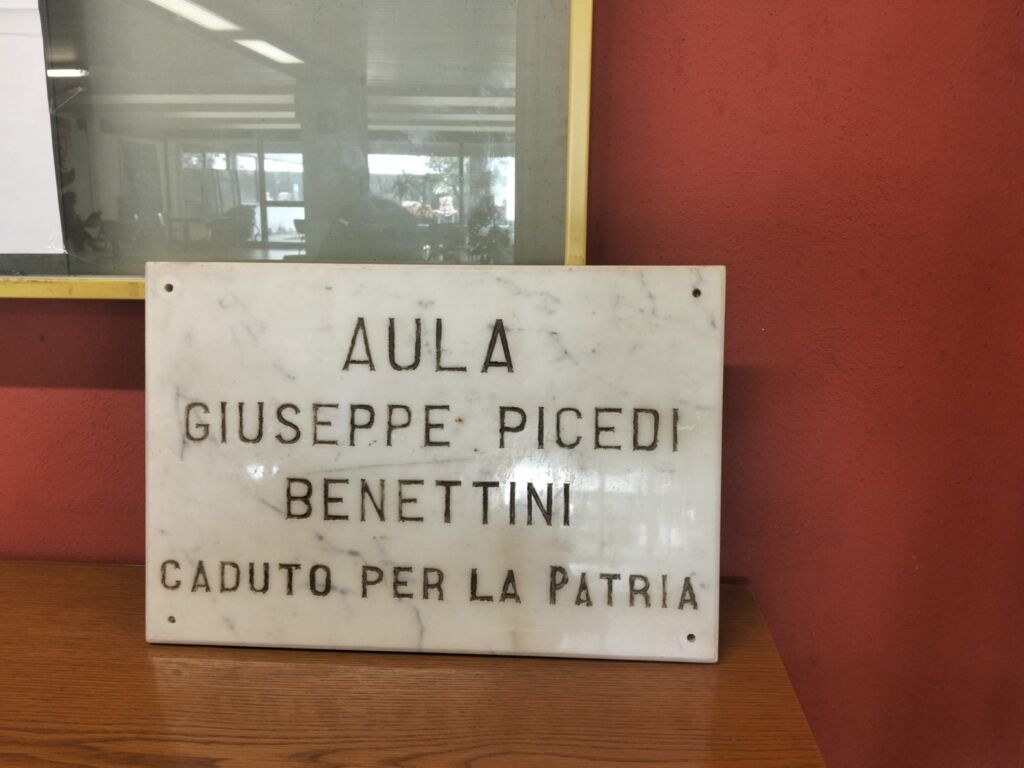 AULA
GIUSEPPE PICEDI
BENETTINI
CADUTO PER LA PATRIA